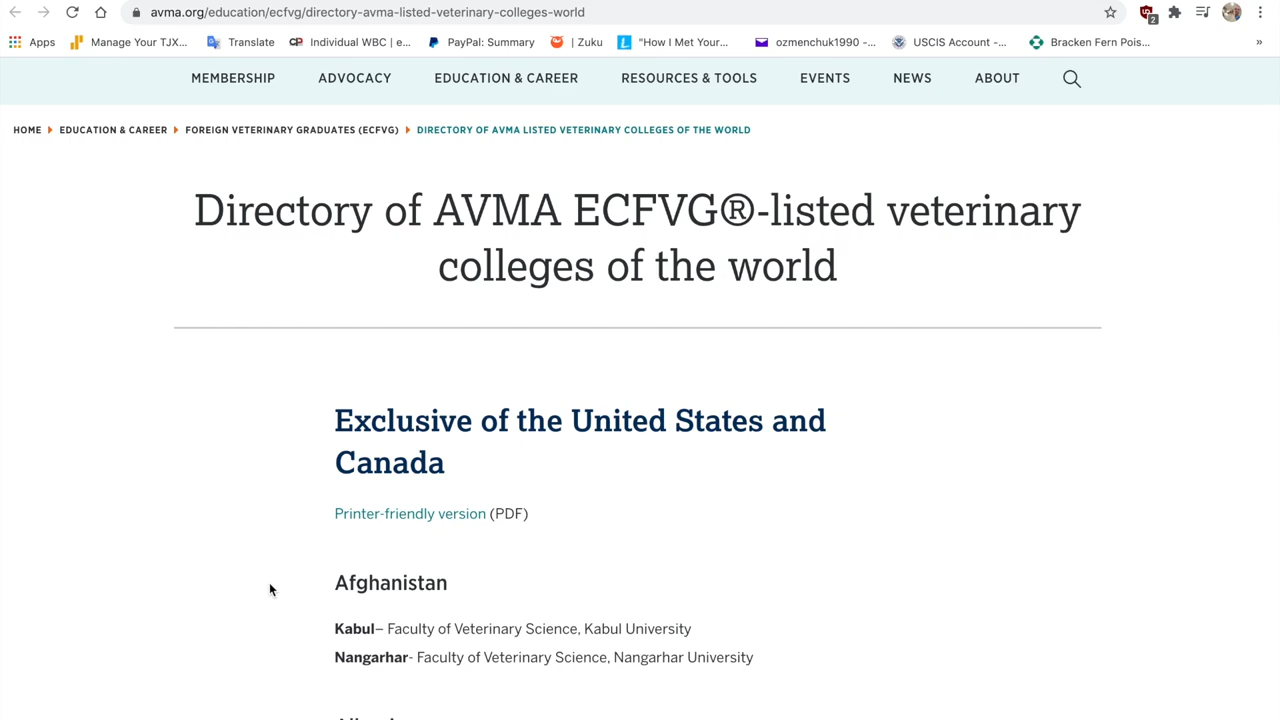 avma.org/education/ecfvg/directory-avma-listed-veterinary-colleges-world
2
Apps Manage Your TJX... Translate CP Individual WBC | e... PayPal: Summary | Zuku L "How I Met Your... ozmenchuk1990 -... USCIS Account -... Bracken Fern Pois... »
MEMBERSHIP ADVOCACY EDUCATION & CAREER RESOURCES & TOOLS EVENTS NEWS ABOUT
HOME EDUCATION & CAREER FOREIGN VETERINARY GRADUATES (ECFVG) DIRECTORY OF AVMA LISTED VETERINARY COLLEGES OF THE WORLD
Directory of AVMA ECFVG®-listed veterinary
colleges of the world
Exclusive of the United States and
Canada
Printer-friendly version (PDF)
Afghanistan
Kabul– Faculty of Veterinary Science, Kabul University
Nangarhar- Faculty of Veterinary Science, Nangarhar University